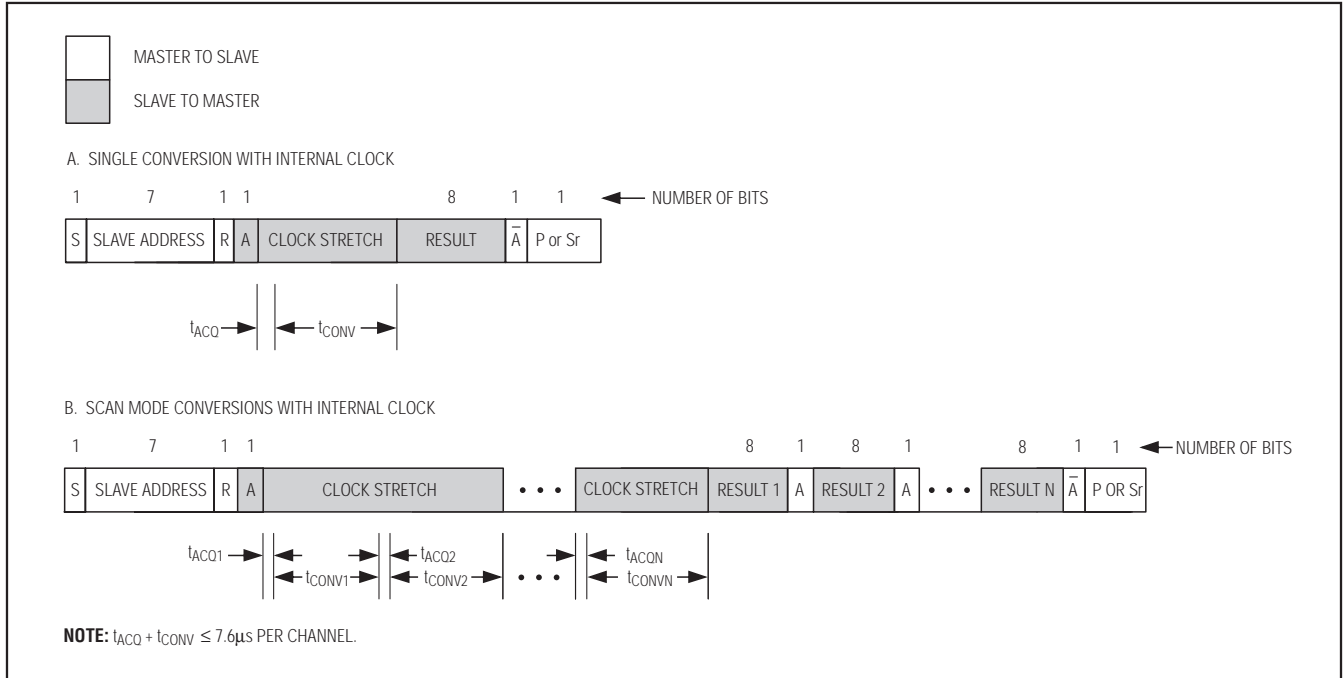 MASTER TO SLAVE
SLAVE TO MASTER
A. SINGLE CONVERSION WITH INTERNAL CLOCK
1 7 1 1 8 1 1 NUMBER OF BITS
S SLAVE ADDRESS R A CLOCK STRETCH RESULT A̅ P or Sr
tACQ tCONV
B. SCAN MODE CONVERSIONS WITH INTERNAL CLOCK
1 7 1 1 8 1 8 1 8 1 1 NUMBER OF BITS
S SLAVE ADDRESS R A CLOCK STRETCH • • • CLOCK STRETCH RESULT 1 A RESULT 2 A • • • RESULT N A̅ P OR Sr
tACQ1 tACQ2 tACQN
tCONV1 tCONV2 • • • tCONVN
NOTE: tACQ + tCONV ≤ 7.6μs PER CHANNEL.